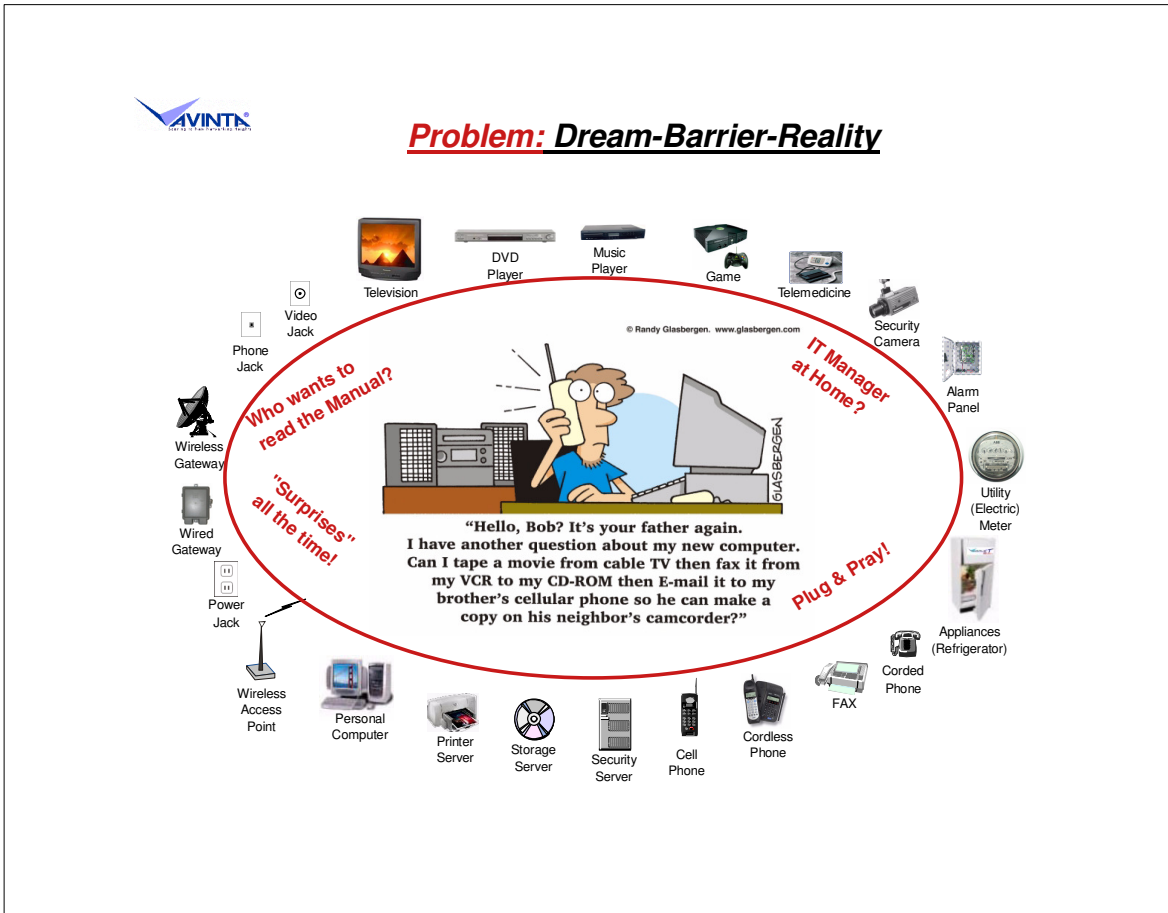 AVINTA®
Problem: Dream-Barrier-Reality
Television
DVD
Player
Music
Player
Game
Telemedicine
Security
Camera
Alarm
Panel
Utility
(Electric)
Meter
Appliances
(Refrigerator)
Corded
Phone
FAX
Cordless
Phone
Cell
Phone
Security
Server
Storage
Server
Printer
Server
Personal
Computer
Wireless
Access
Point
Power
Jack
Wired
Gateway
Wireless
Gateway
Phone
Jack
Video
Jack
Who wants to
read the Manual?
"Surprises"
all the time!
IT Manager
at Home?
Plug & Pray!
© Randy Glasbergen. www.glasbergen.com
GLASBERGEN
“Hello, Bob? It’s your father again.
I have another question about my new computer.
Can I tape a movie from cable TV then fax it from
my VCR to my CD-ROM then E-mail it to my
brother’s cellular phone so he can make a
copy on his neighbor’s camcorder?”